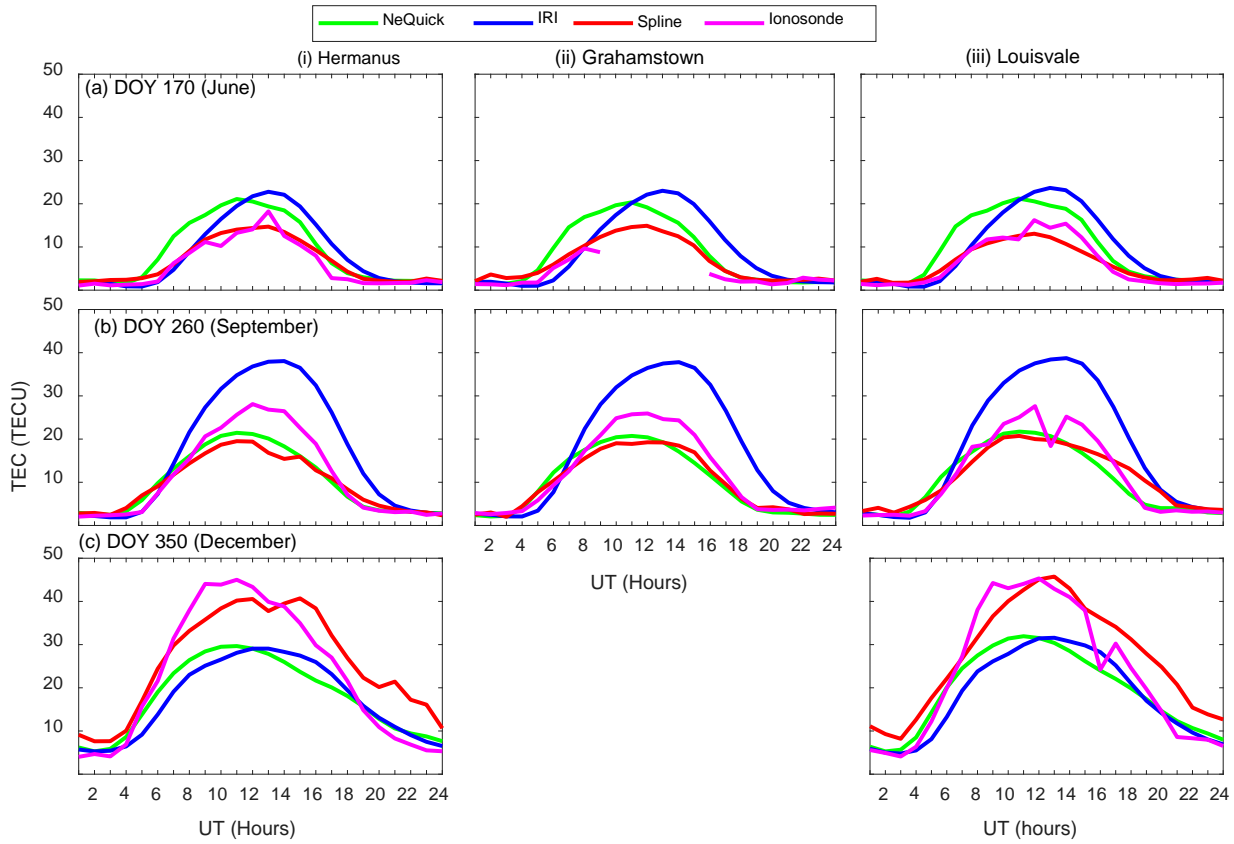 NeQuick IRI Spline Ionosonde
(i) Hermanus (ii) Grahamstown (iii) Louisvale
(a) DOY 170 (June)
50
40
30
20
10
(b) DOY 260 (September)
50
40
30
20
10
TEC (TECU)
2 4 6 8 10 12 14 16 18 20 22 24
UT (Hours)
(c) DOY 350 (December)
50
40
30
20
10
2 4 6 8 10 12 14 16 18 20 22 24
UT (Hours)
2 4 6 8 10 12 14 16 18 20 22 24
UT (hours)